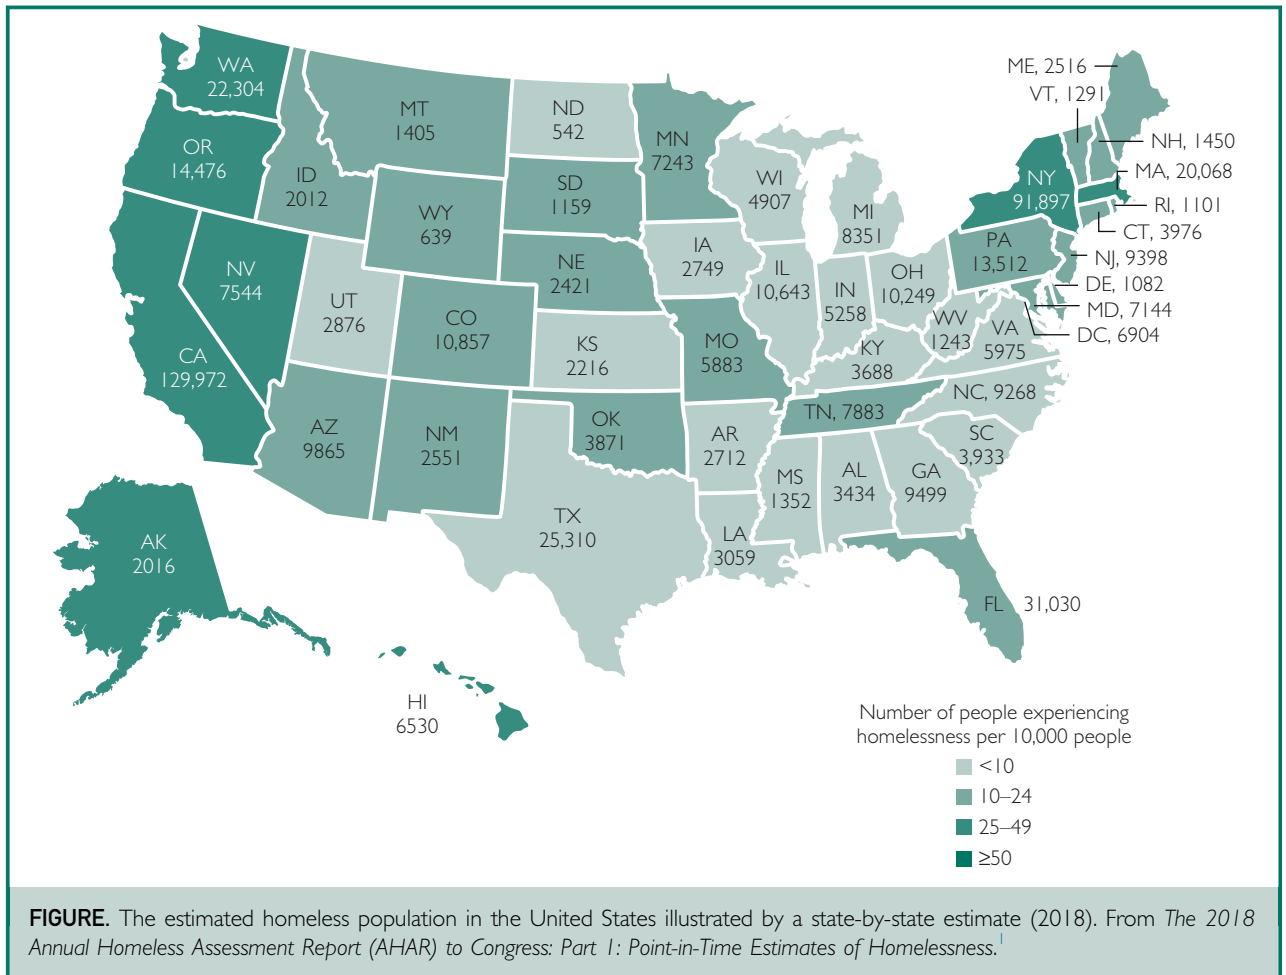 WA
22,304
OR
14,476
CA
129,972
NV
7544
ID
2012
MT
1405
WY
639
UT
2876
CO
10,857
AZ
9865
NM
2551
ND
542
SD
1159
NE
2421
KS
2216
OK
3871
TX
25,310
MN
7243
IA
2749
MO
5883
AR
2712
LA
3059
WI
4907
IL
10,643
MI
8351
IN
5258
OH
10,249
KY
3688
TN, 7883
MS
1352
AL
3434
GA
9499
FL 31,030
SC
3,933
NC, 9268
VA
5975
WV
1243
PA
13,512
NY
91,897
ME, 2516
VT, 1291
NH, 1450
MA, 20,068
RI, 1101
CT, 3976
NJ, 9398
DE, 1082
MD, 7144
DC, 6904
AK
2016
HI
6530
Number of people experiencing
homelessness per 10,000 people
<10
10–24
25–49
≥50
FIGURE. The estimated homeless population in the United States illustrated by a state-by-state estimate (2018). From The 2018
Annual Homeless Assessment Report (AHAR) to Congress: Part 1: Point-in-Time Estimates of Homelessness.1